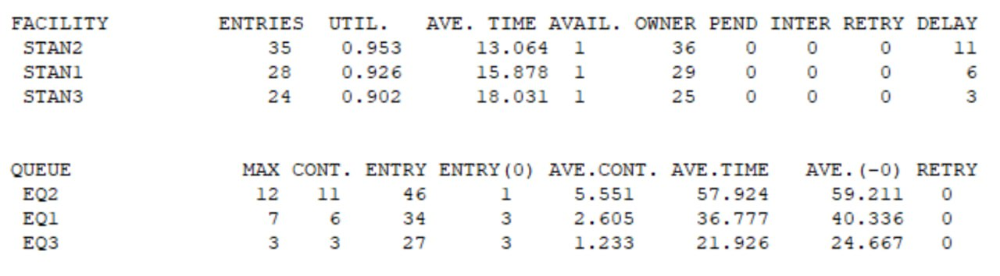 FACILITY ENTRIES UTIL. AVE. TIME AVAIL. OWNER PEND INTER RETRY DELAY
STAN2 35 0.953 13.064 1 36 0 0 0 11
STAN1 28 0.926 15.878 1 29 0 0 0 6
STAN3 24 0.902 18.031 1 25 0 0 0 3
QUEUE MAX CONT. ENTRY ENTRY(0) AVE.CONT. AVE.TIME AVE.(-0) RETRY
EQ2 12 11 46 1 5.551 57.924 59.211 0
EQ1 7 6 34 3 2.605 36.777 40.336 0
EQ3 3 3 27 3 1.233 21.926 24.667 0